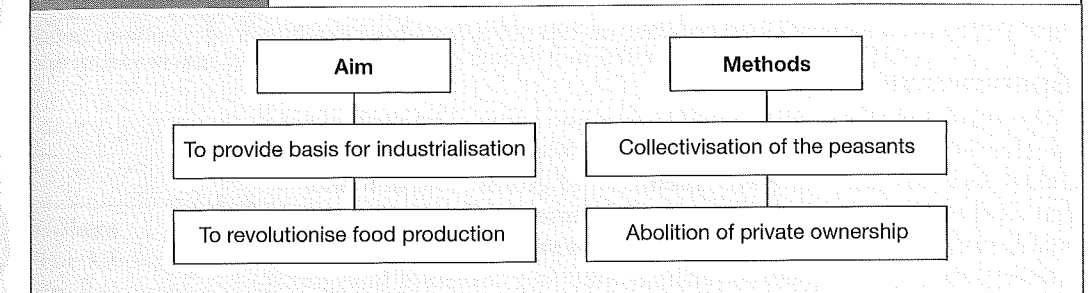 Aim
To provide basis for industrialisation
To revolutionise food production
Methods
Collectivisation of the peasants
Abolition of private ownership